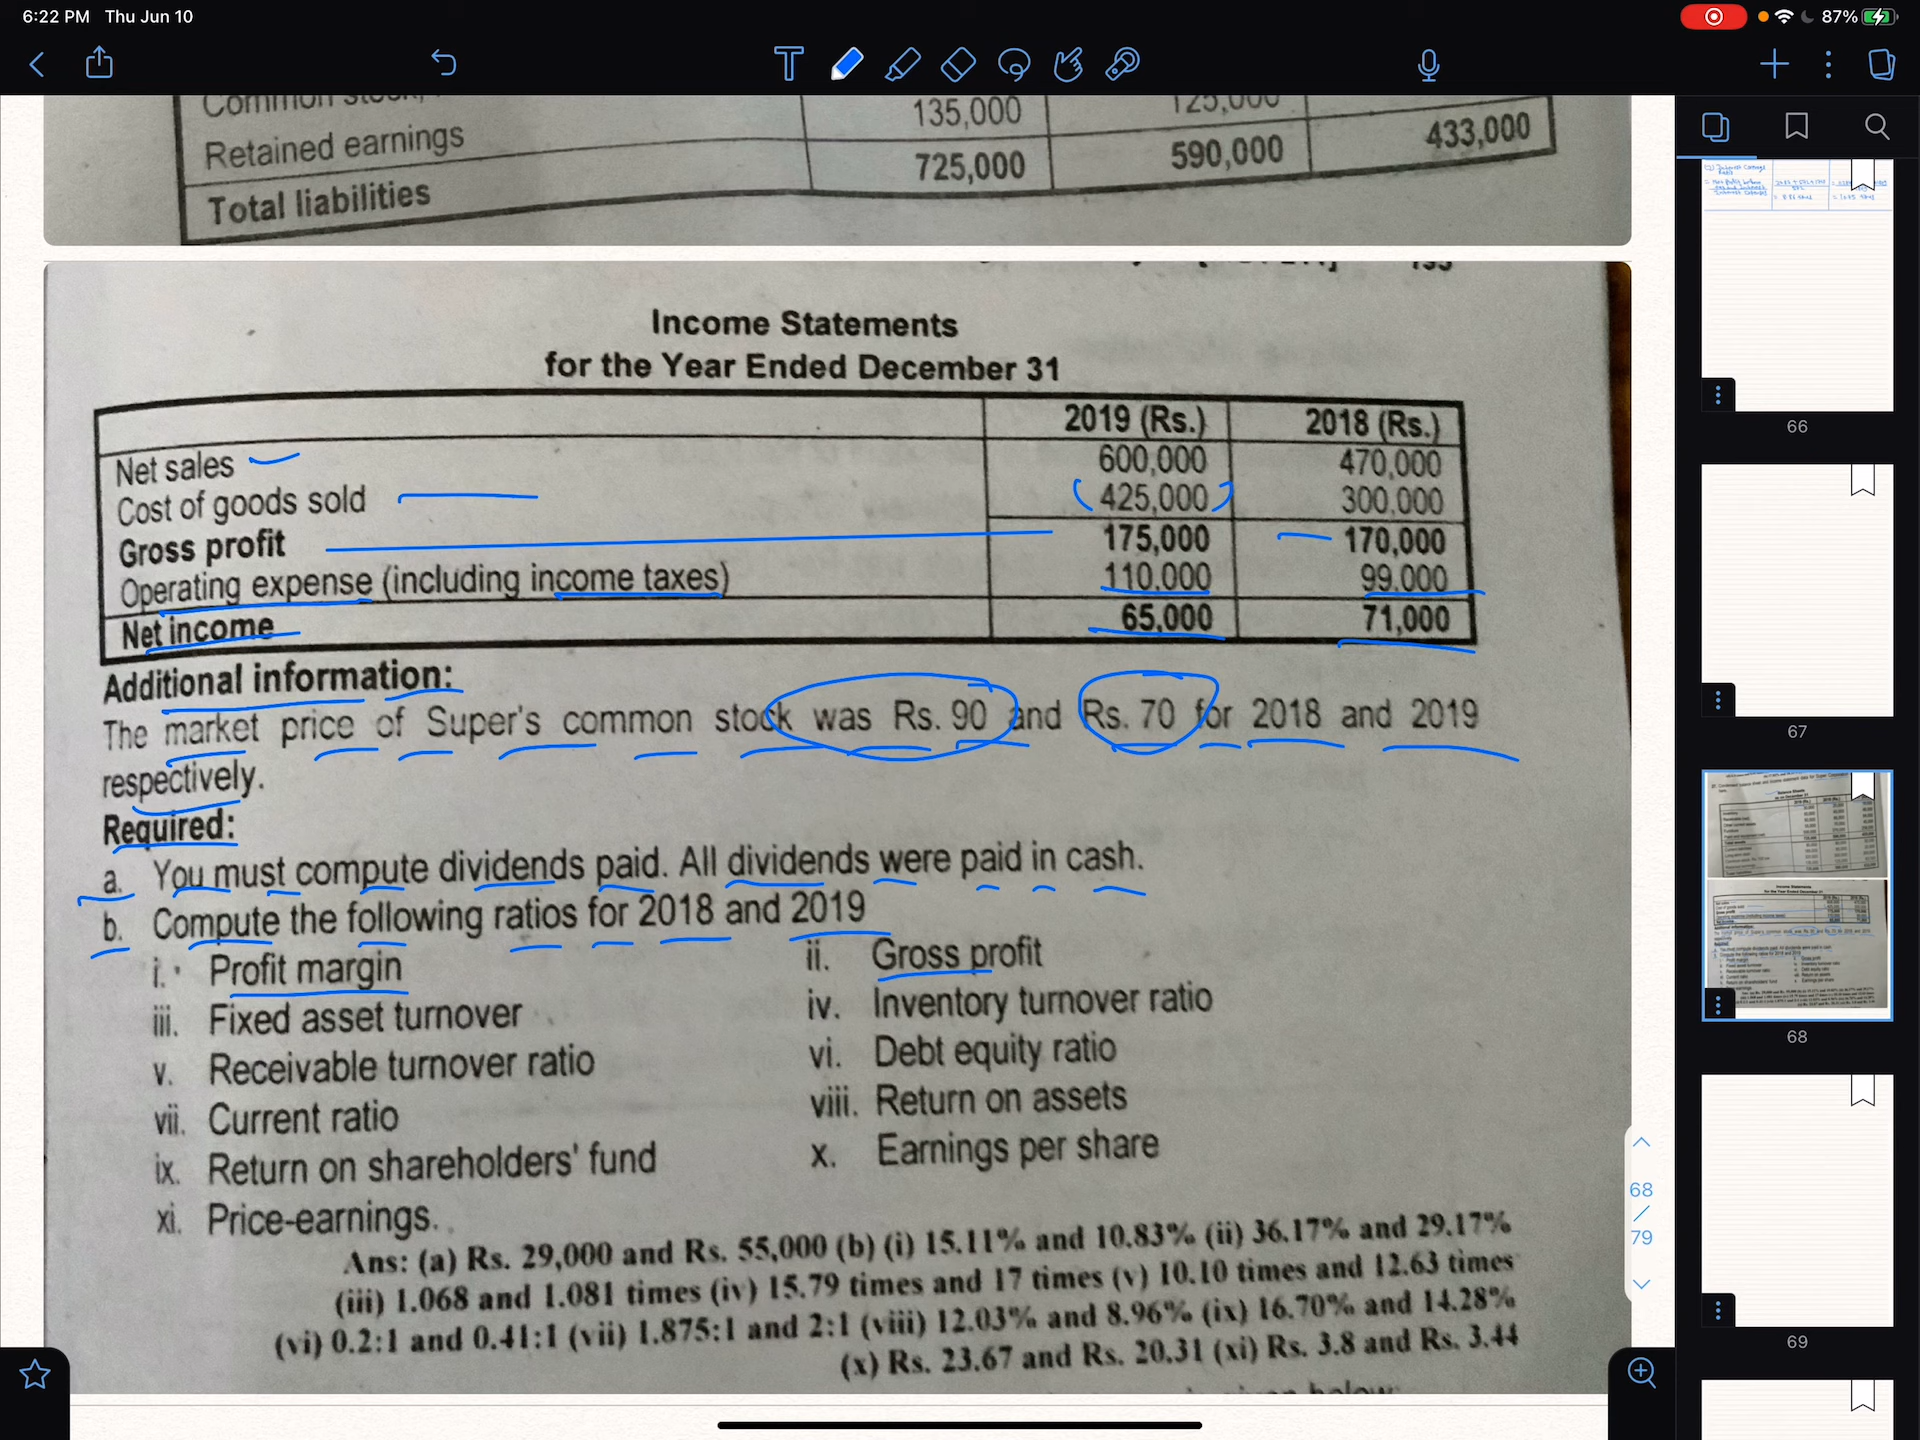 6:22 PM Thu Jun 10
87%
135,000
Retained earnings
725,000 590,000 433,000
Total liabilities
Income Statements
for the Year Ended December 31
2019 (Rs.) 2018 (Rs.)
Net sales 600,000 470,000
Cost of goods sold 425,000 300,000
Gross profit 175,000 170,000
Operating expense (including income taxes) 110,000 99,000
Net income 65,000 71,000
Additional information:
The market price of Super's common stock was Rs. 90 and Rs. 70 for 2018 and 2019
respectively.
Required:
a. You must compute dividends paid. All dividends were paid in cash.
b. Compute the following ratios for 2018 and 2019
i. Profit margin ii. Gross profit
iii. Fixed asset turnover iv. Inventory turnover ratio
v. Receivable turnover ratio vi. Debt equity ratio
vii. Current ratio viii. Return on assets
ix. Return on shareholders' fund x. Earnings per share
xi. Price-earnings.
Ans: (a) Rs. 29,000 and Rs. 55,000 (b) (i) 15.11% and 10.83% (ii) 36.17% and 29.17%
(iii) 1.068 and 1.081 times (iv) 15.79 times and 17 times (v) 10.10 times and 12.63 times
(vi) 0.2:1 and 0.41:1 (vii) 1.875:1 and 2:1 (viii) 12.03% and 8.96% (ix) 16.70% and 14.28%
(x) Rs. 23.67 and Rs. 20.31 (xi) Rs. 3.8 and Rs. 3.44
68
/
79
66
67
68
69